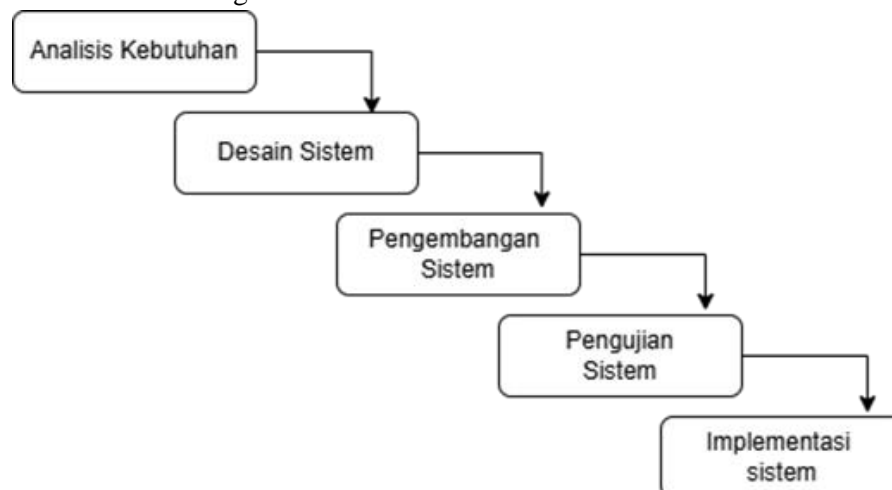 Analisis Kebutuhan
Desain Sistem
Pengembangan
Sistem
Pengujian
Sistem
Implementasi
sistem